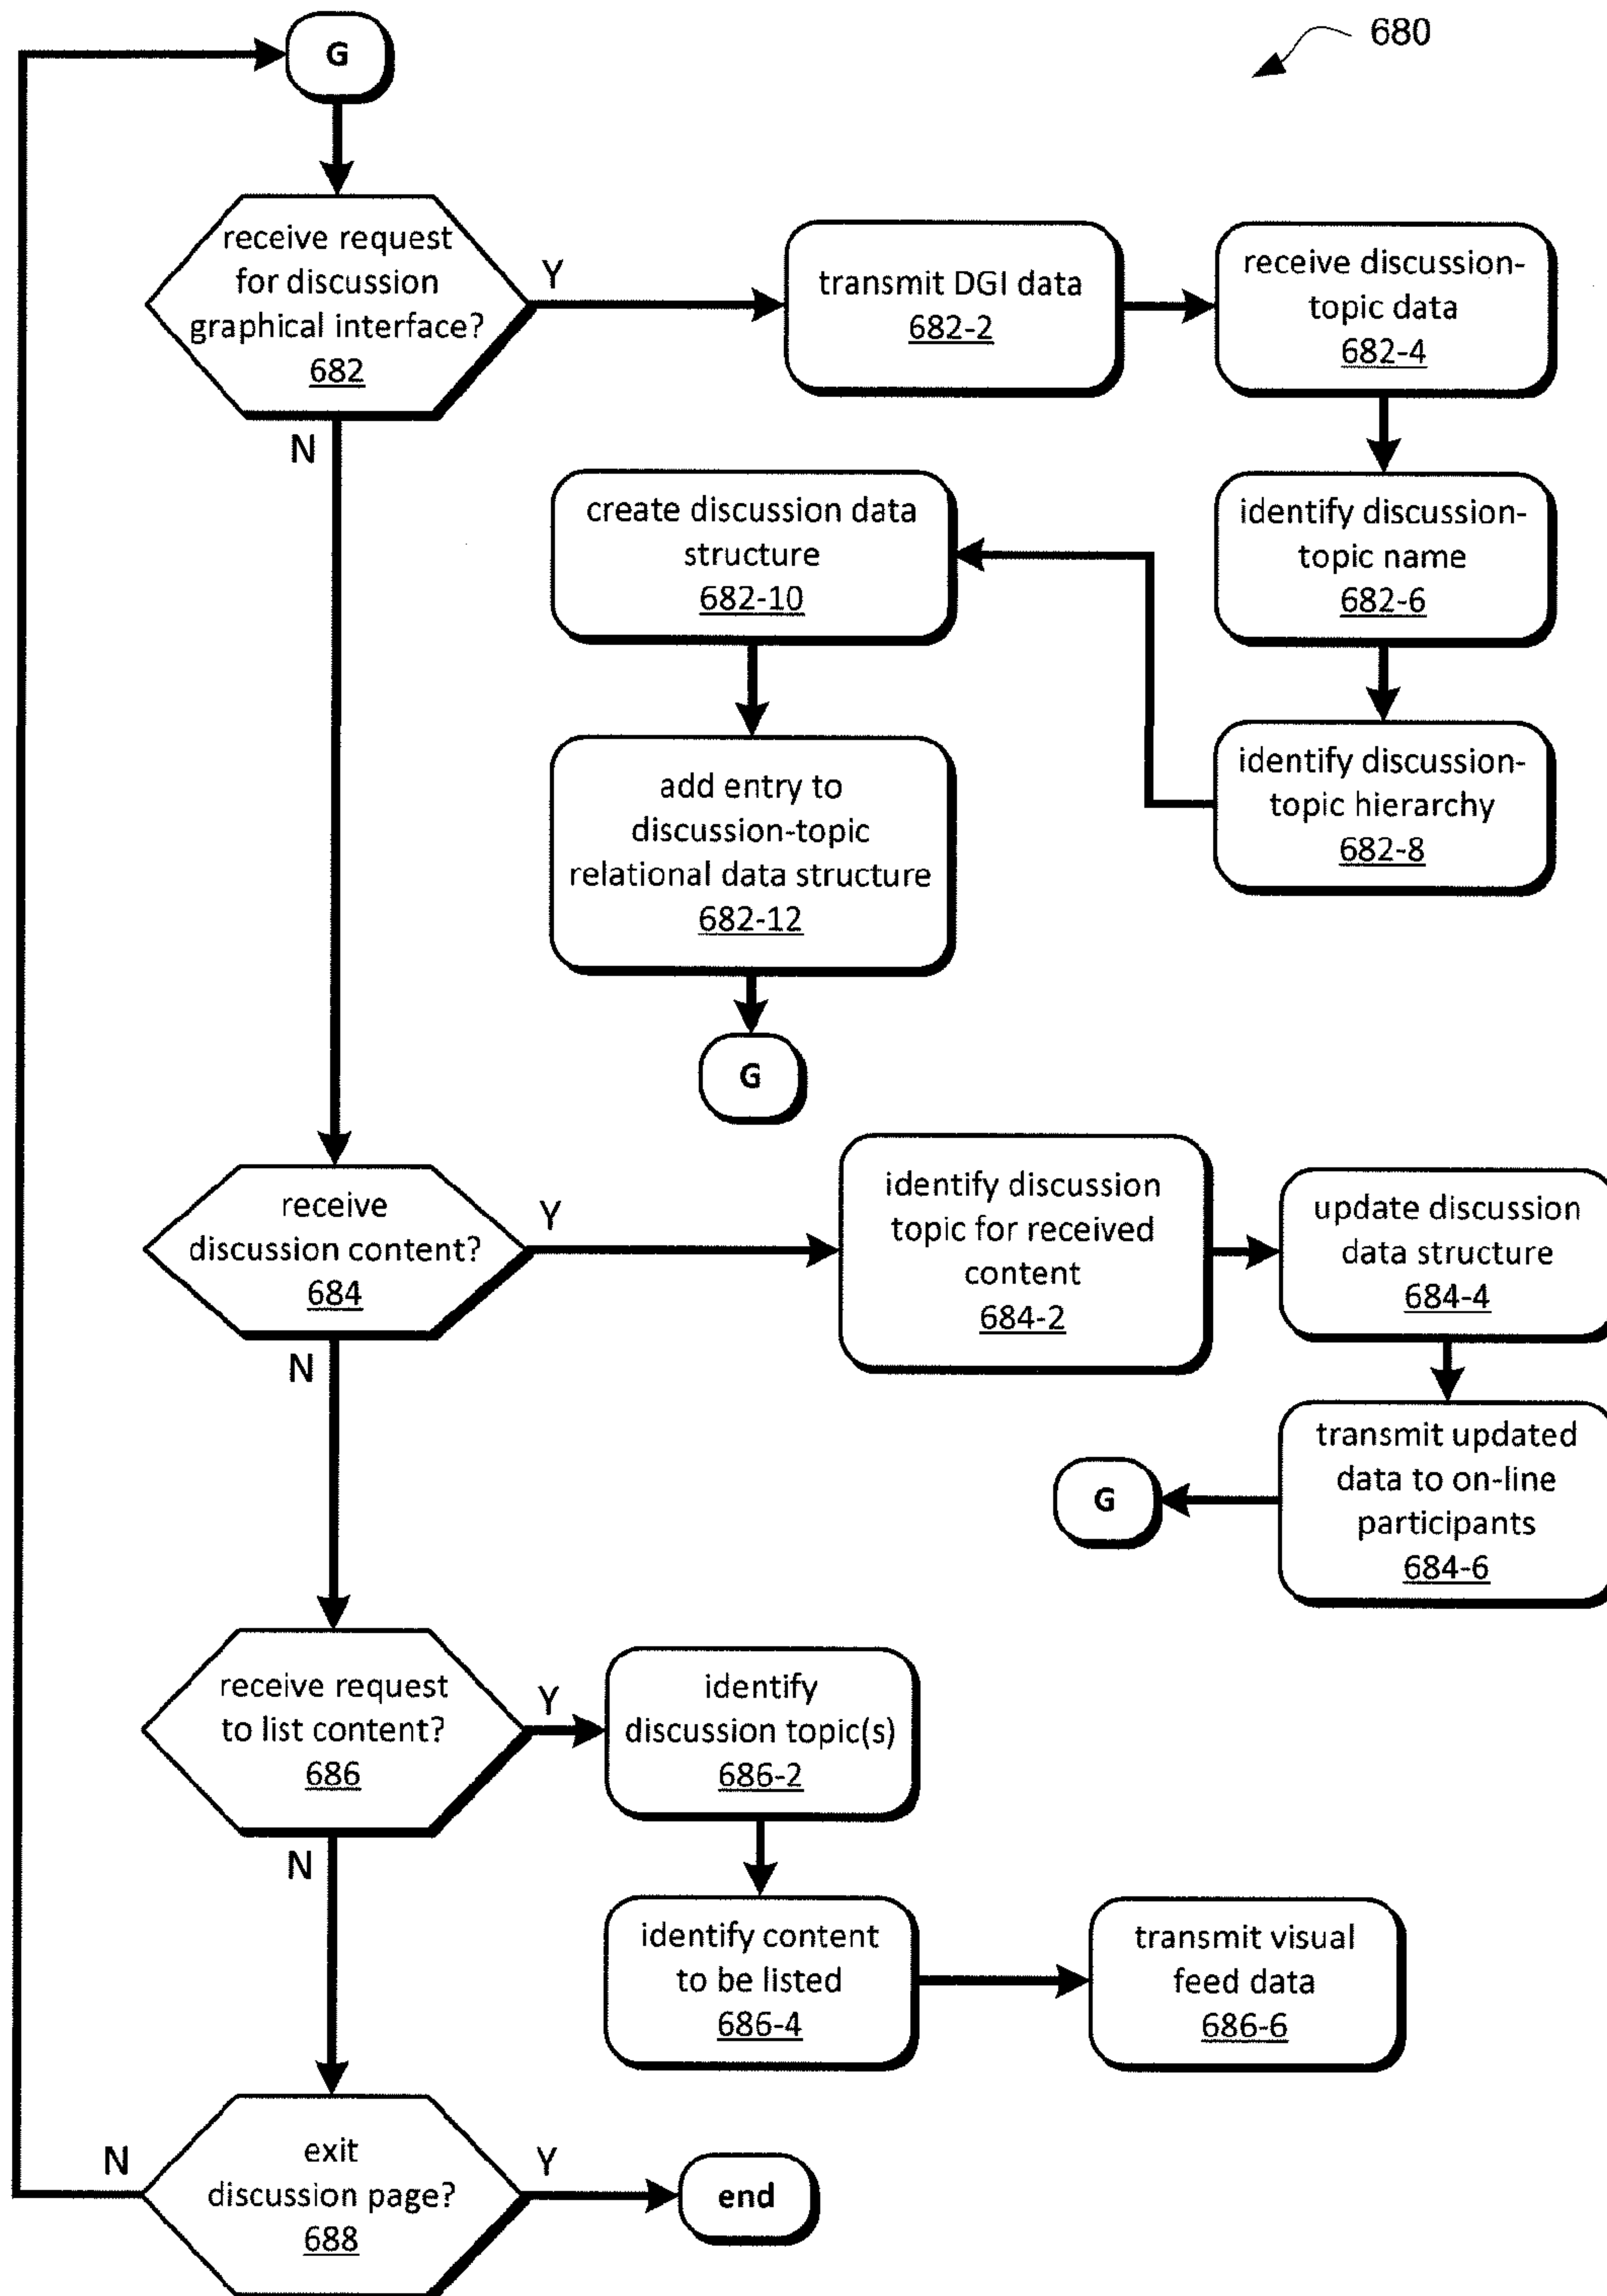 680
G
receive request
for discussion
graphical interface?
682
Y
N
transmit DGI data
682-2
receive discussion-
topic data
682-4
identify discussion-
topic name
682-6
identify discussion-
topic hierarchy
682-8
create discussion data
structure
682-10
add entry to
discussion-topic
relational data structure
682-12
G
receive
discussion content?
684
Y
N
identify discussion
topic for received
content
684-2
update discussion
data structure
684-4
transmit updated
data to on-line
participants
684-6
G
receive request
to list content?
686
Y
N
identify
discussion topic(s)
686-2
identify content
to be listed
686-4
transmit visual
feed data
686-6
exit
discussion page?
688
N
Y
end